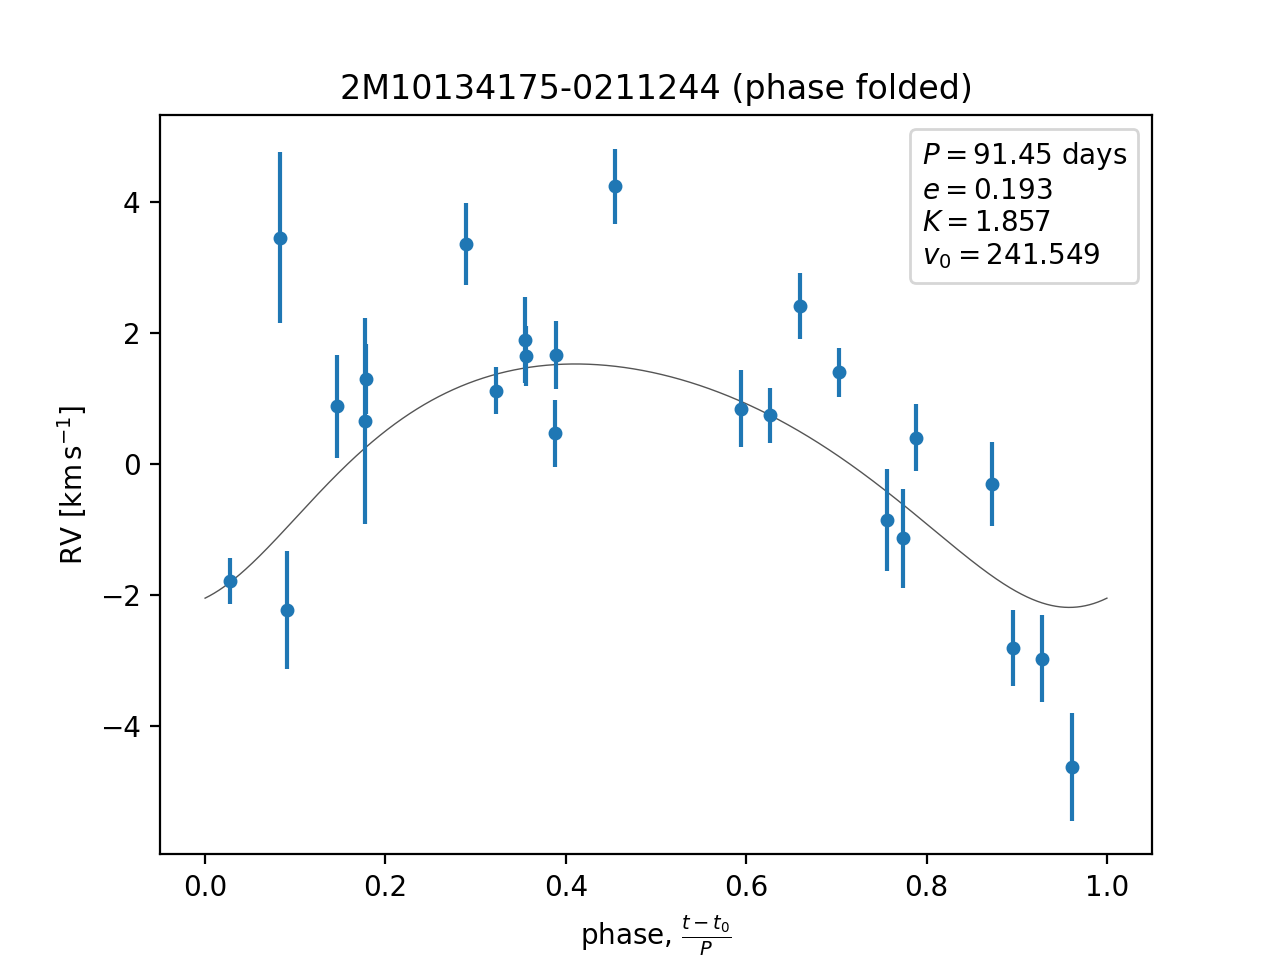 2M10134175-0211244 (phase folded)
P = 91.45 days
e = 0.193
K = 1.857
v₀ = 241.549
4
2
0
−2
−4
RV [km s⁻¹]
0.0 0.2 0.4 0.6 0.8 1.0
phase, (t − t₀)/P